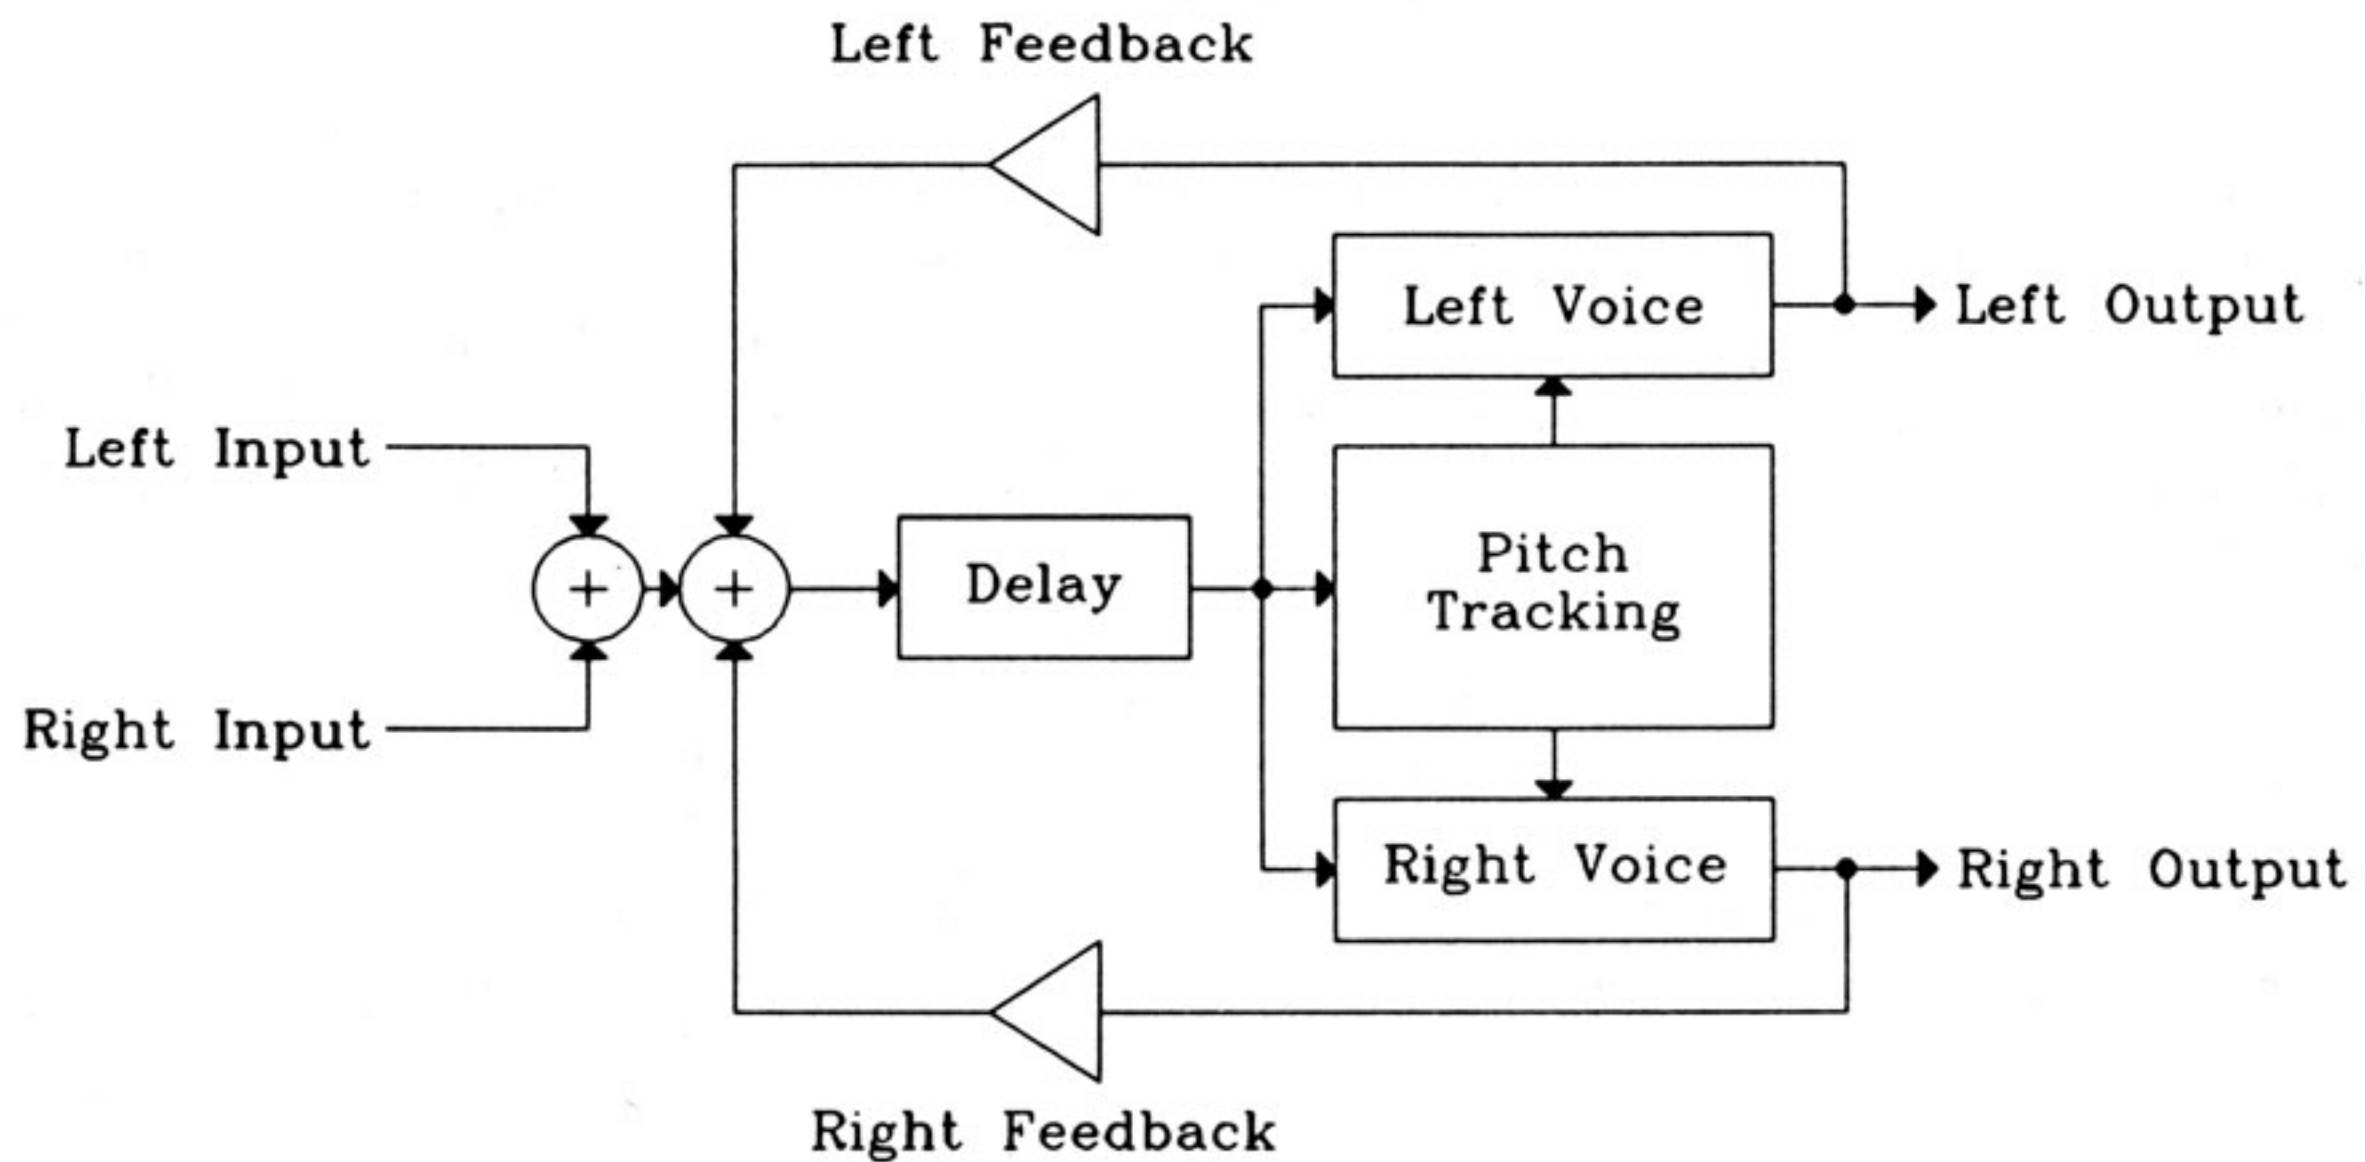 Left Feedback
Left Voice
Left Output
Left Input
+
+
Delay
Pitch
Tracking
Right Input
Right Voice
Right Output
Right Feedback